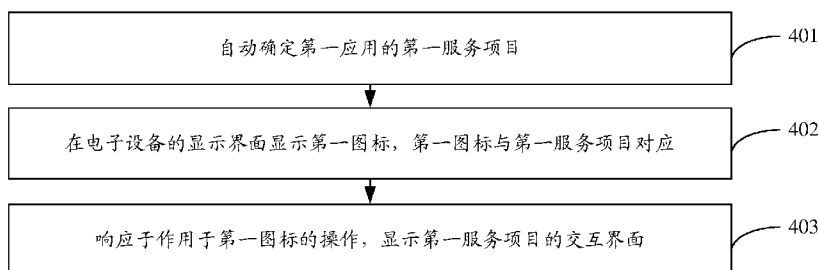 自动确定第一应用的第一服务项目
401
在电子设备的显示界面显示第一图标，第一图标与第一服务项目对应
402
响应于作用于第一图标的操作，显示第一服务项目的交互界面
403